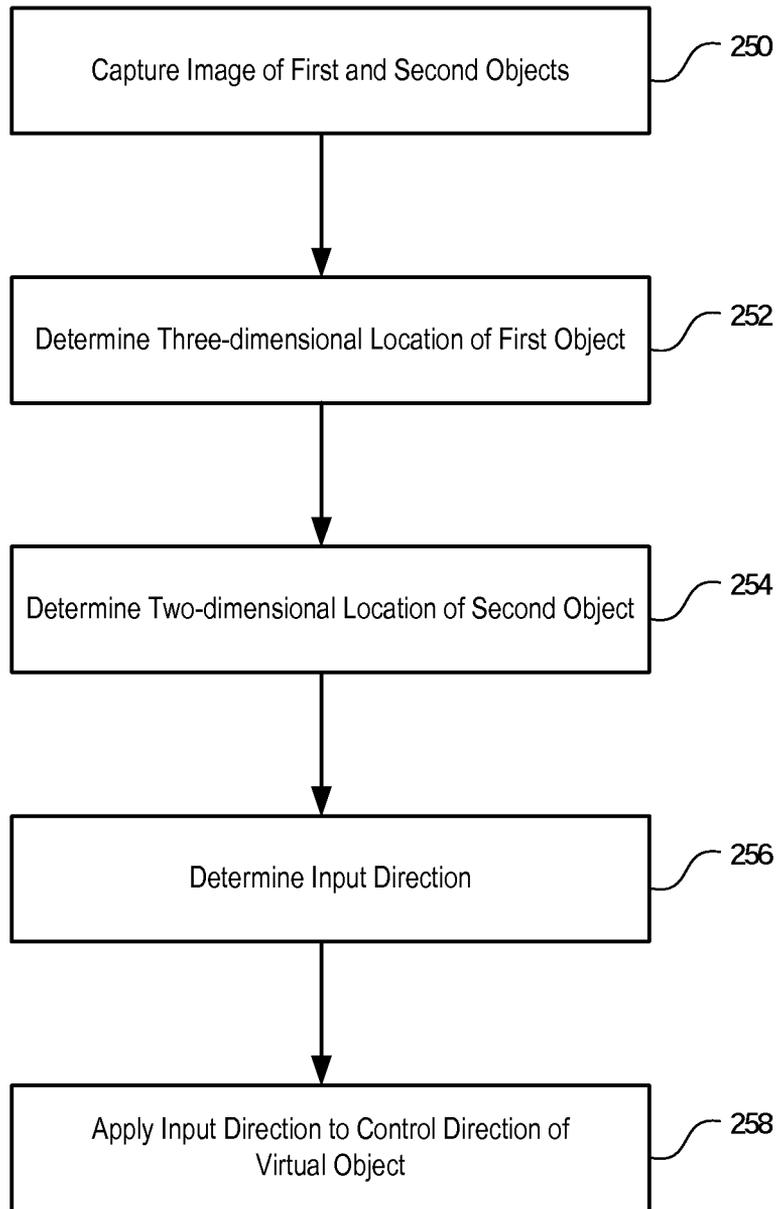 Capture Image of First and Second Objects
250
Determine Three-dimensional Location of First Object
252
Determine Two-dimensional Location of Second Object
254
Determine Input Direction
256
Apply Input Direction to Control Direction of
Virtual Object
258